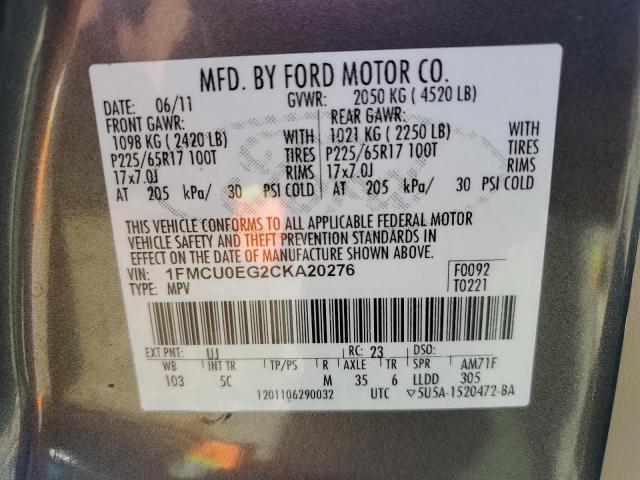 MFD. BY FORD MOTOR CO.
DATE: 06/11 GVWR: 2050 KG ( 4520 LB)
FRONT GAWR: REAR GAWR:
1098 KG ( 2420 LB) WITH 1021 KG ( 2250 LB) WITH
P225/65R17 100T TIRES P225/65R17 100T TIRES
17x7.0J RIMS 17x7.0J RIMS
AT 205 kPa/ 30 PSI COLD AT 205 kPa/ 30 PSI COLD
THIS VEHICLE CONFORMS TO ALL APPLICABLE FEDERAL MOTOR
VEHICLE SAFETY AND THEFT PREVENTION STANDARDS IN
EFFECT ON THE DATE OF MANUFACTURE SHOWN ABOVE.
VIN: 1FMCU0EG2CKA20276 F0092
TYPE: MPV T0221
EXT PNT: UJ RC: 23 DSO:
WB INT TR TP/PS R AXLE TR SPR AM71F
103 5C M 35 6 LLDD 305
1201106290032 UTC ▽5U5A-1520472-BA